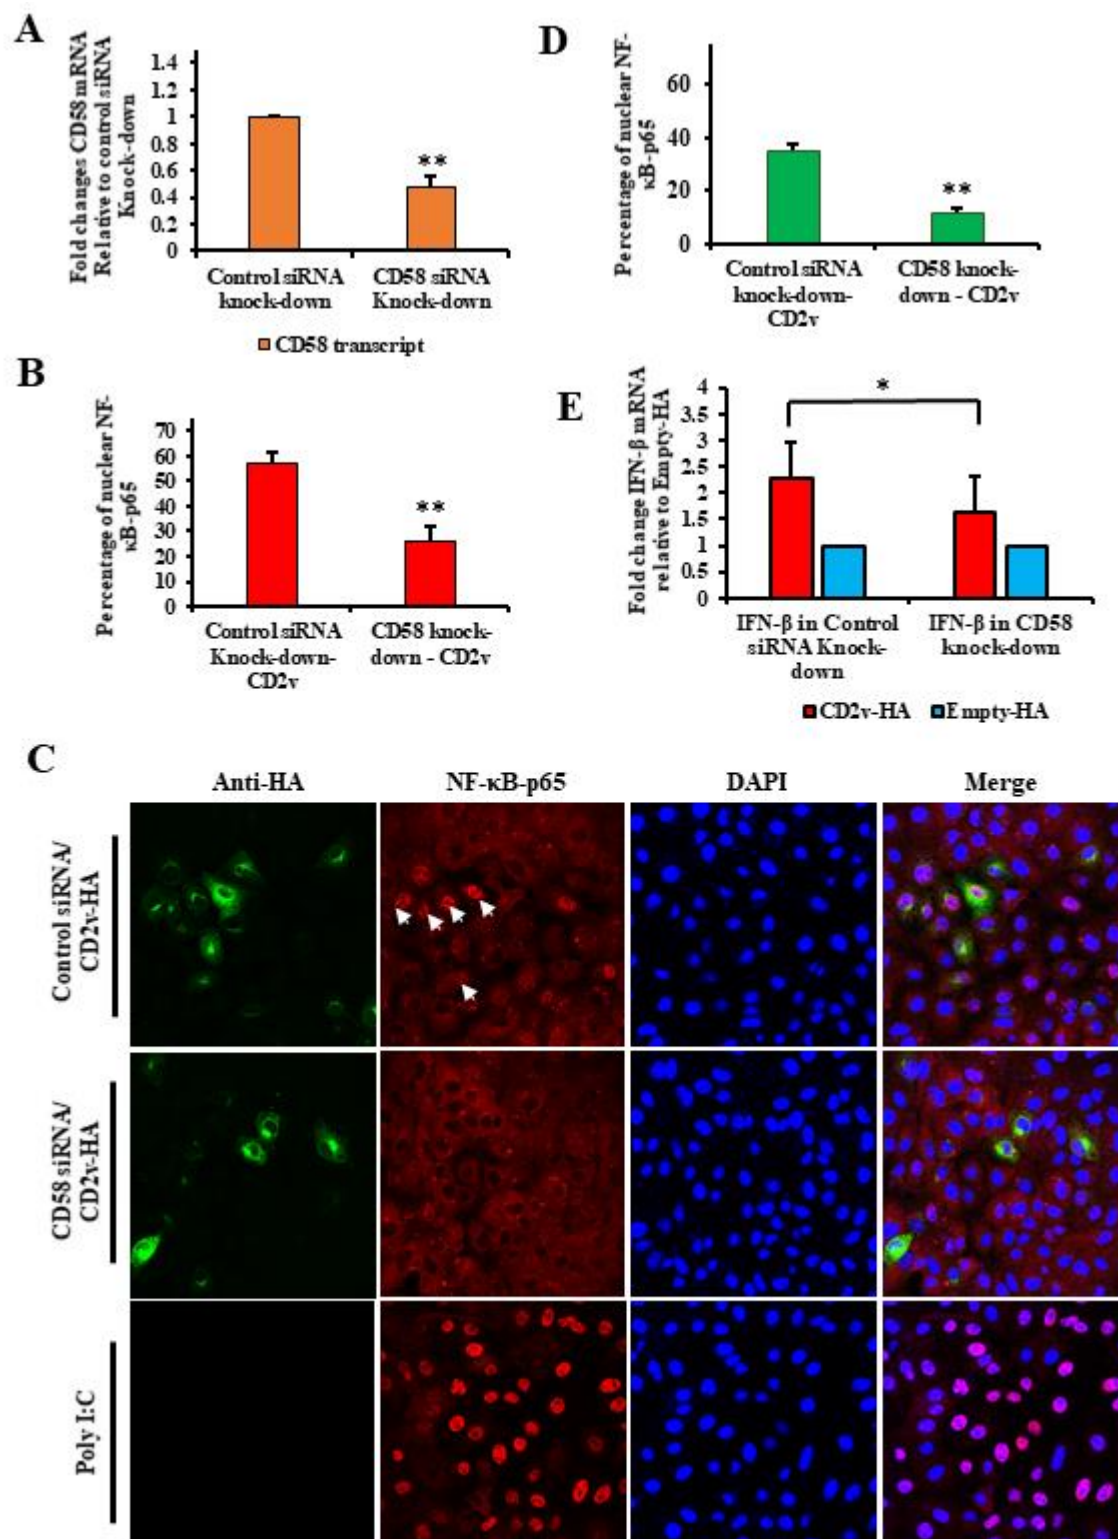 A
Fold changes CD58 mRNA
Relative to control siRNA
Knock-down
1.4
1.2
1
0.8
0.6
0.4
0.2
0
**
Control siRNA
knock-down
CD58 siRNA
Knock-down
CD58 transcript
B
Percentage of nuclear NF-
κB-p65
70
60
50
40
30
20
10
0
**
Control siRNA
Knock-down-
CD2v
CD58 knock-
down - CD2v
D
Percentage of nuclear NF-
κB-p65
60
40
20
0
**
Control siRNA
knock-down-
CD2v
CD58 knock-
down - CD2v
E
Fold change IFN-β mRNA
relative to Empty-HA
4
3.5
3
2.5
2
1.5
1
0.5
0
*
IFN-β in Control
siRNA Knock-
down
IFN-β in CD58
knock-down
CD2v-HA
Empty-HA
C
Anti-HA
NF-κB-p65
DAPI
Merge
Control siRNA/
CD2v-HA
CD58 siRNA/
CD2v-HA
Poly I:C